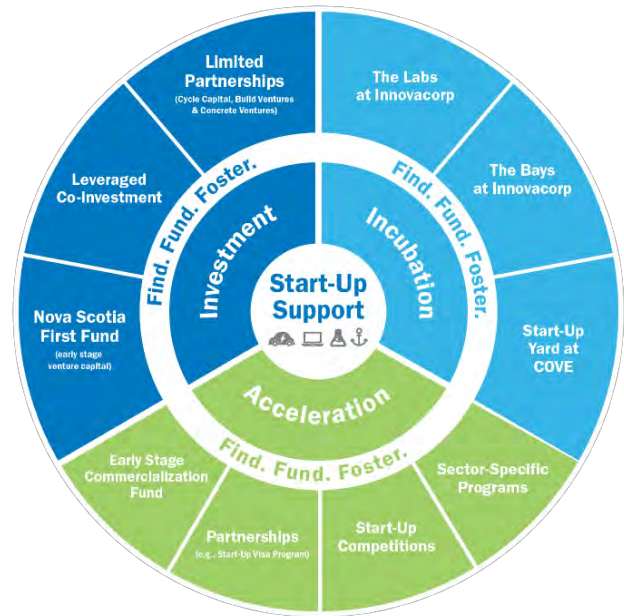 Start-Up
Support
Investment
Find. Fund. Foster.
Limited
Partnerships
(Cycle Capital, Build Ventures
& Concrete Ventures)
Leveraged
Co-Investment
Nova Scotia
First Fund
(early stage
venture capital)
Incubation
Find. Fund. Foster.
The Labs
at Innovacorp
The Bays
at Innovacorp
Start-Up
Yard at
COVE
Acceleration
Find. Fund. Foster.
Early Stage
Commercialization
Fund
Partnerships
(e.g., Start-Up Visa Program)
Start-Up
Competitions
Sector-Specific
Programs